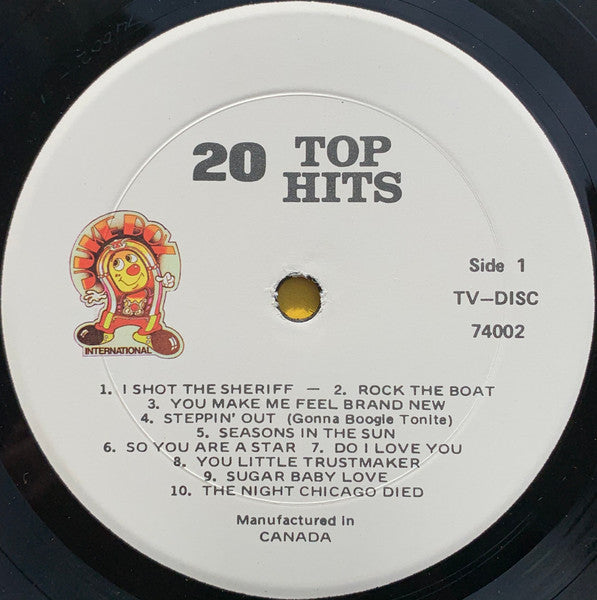 20 TOP
HITS
JUKE BOX
INTERNATIONAL
Side 1
TV-DISC
74002
1. I SHOT THE SHERIFF — 2. ROCK THE BOAT
3. YOU MAKE ME FEEL BRAND NEW
4. STEPPIN' OUT (Gonna Boogie Tonite)
5. SEASONS IN THE SUN
6. SO YOU ARE A STAR 7. DO I LOVE YOU
8. YOU LITTLE TRUSTMAKER
9. SUGAR BABY LOVE
10. THE NIGHT CHICAGO DIED
Manufactured in
CANADA